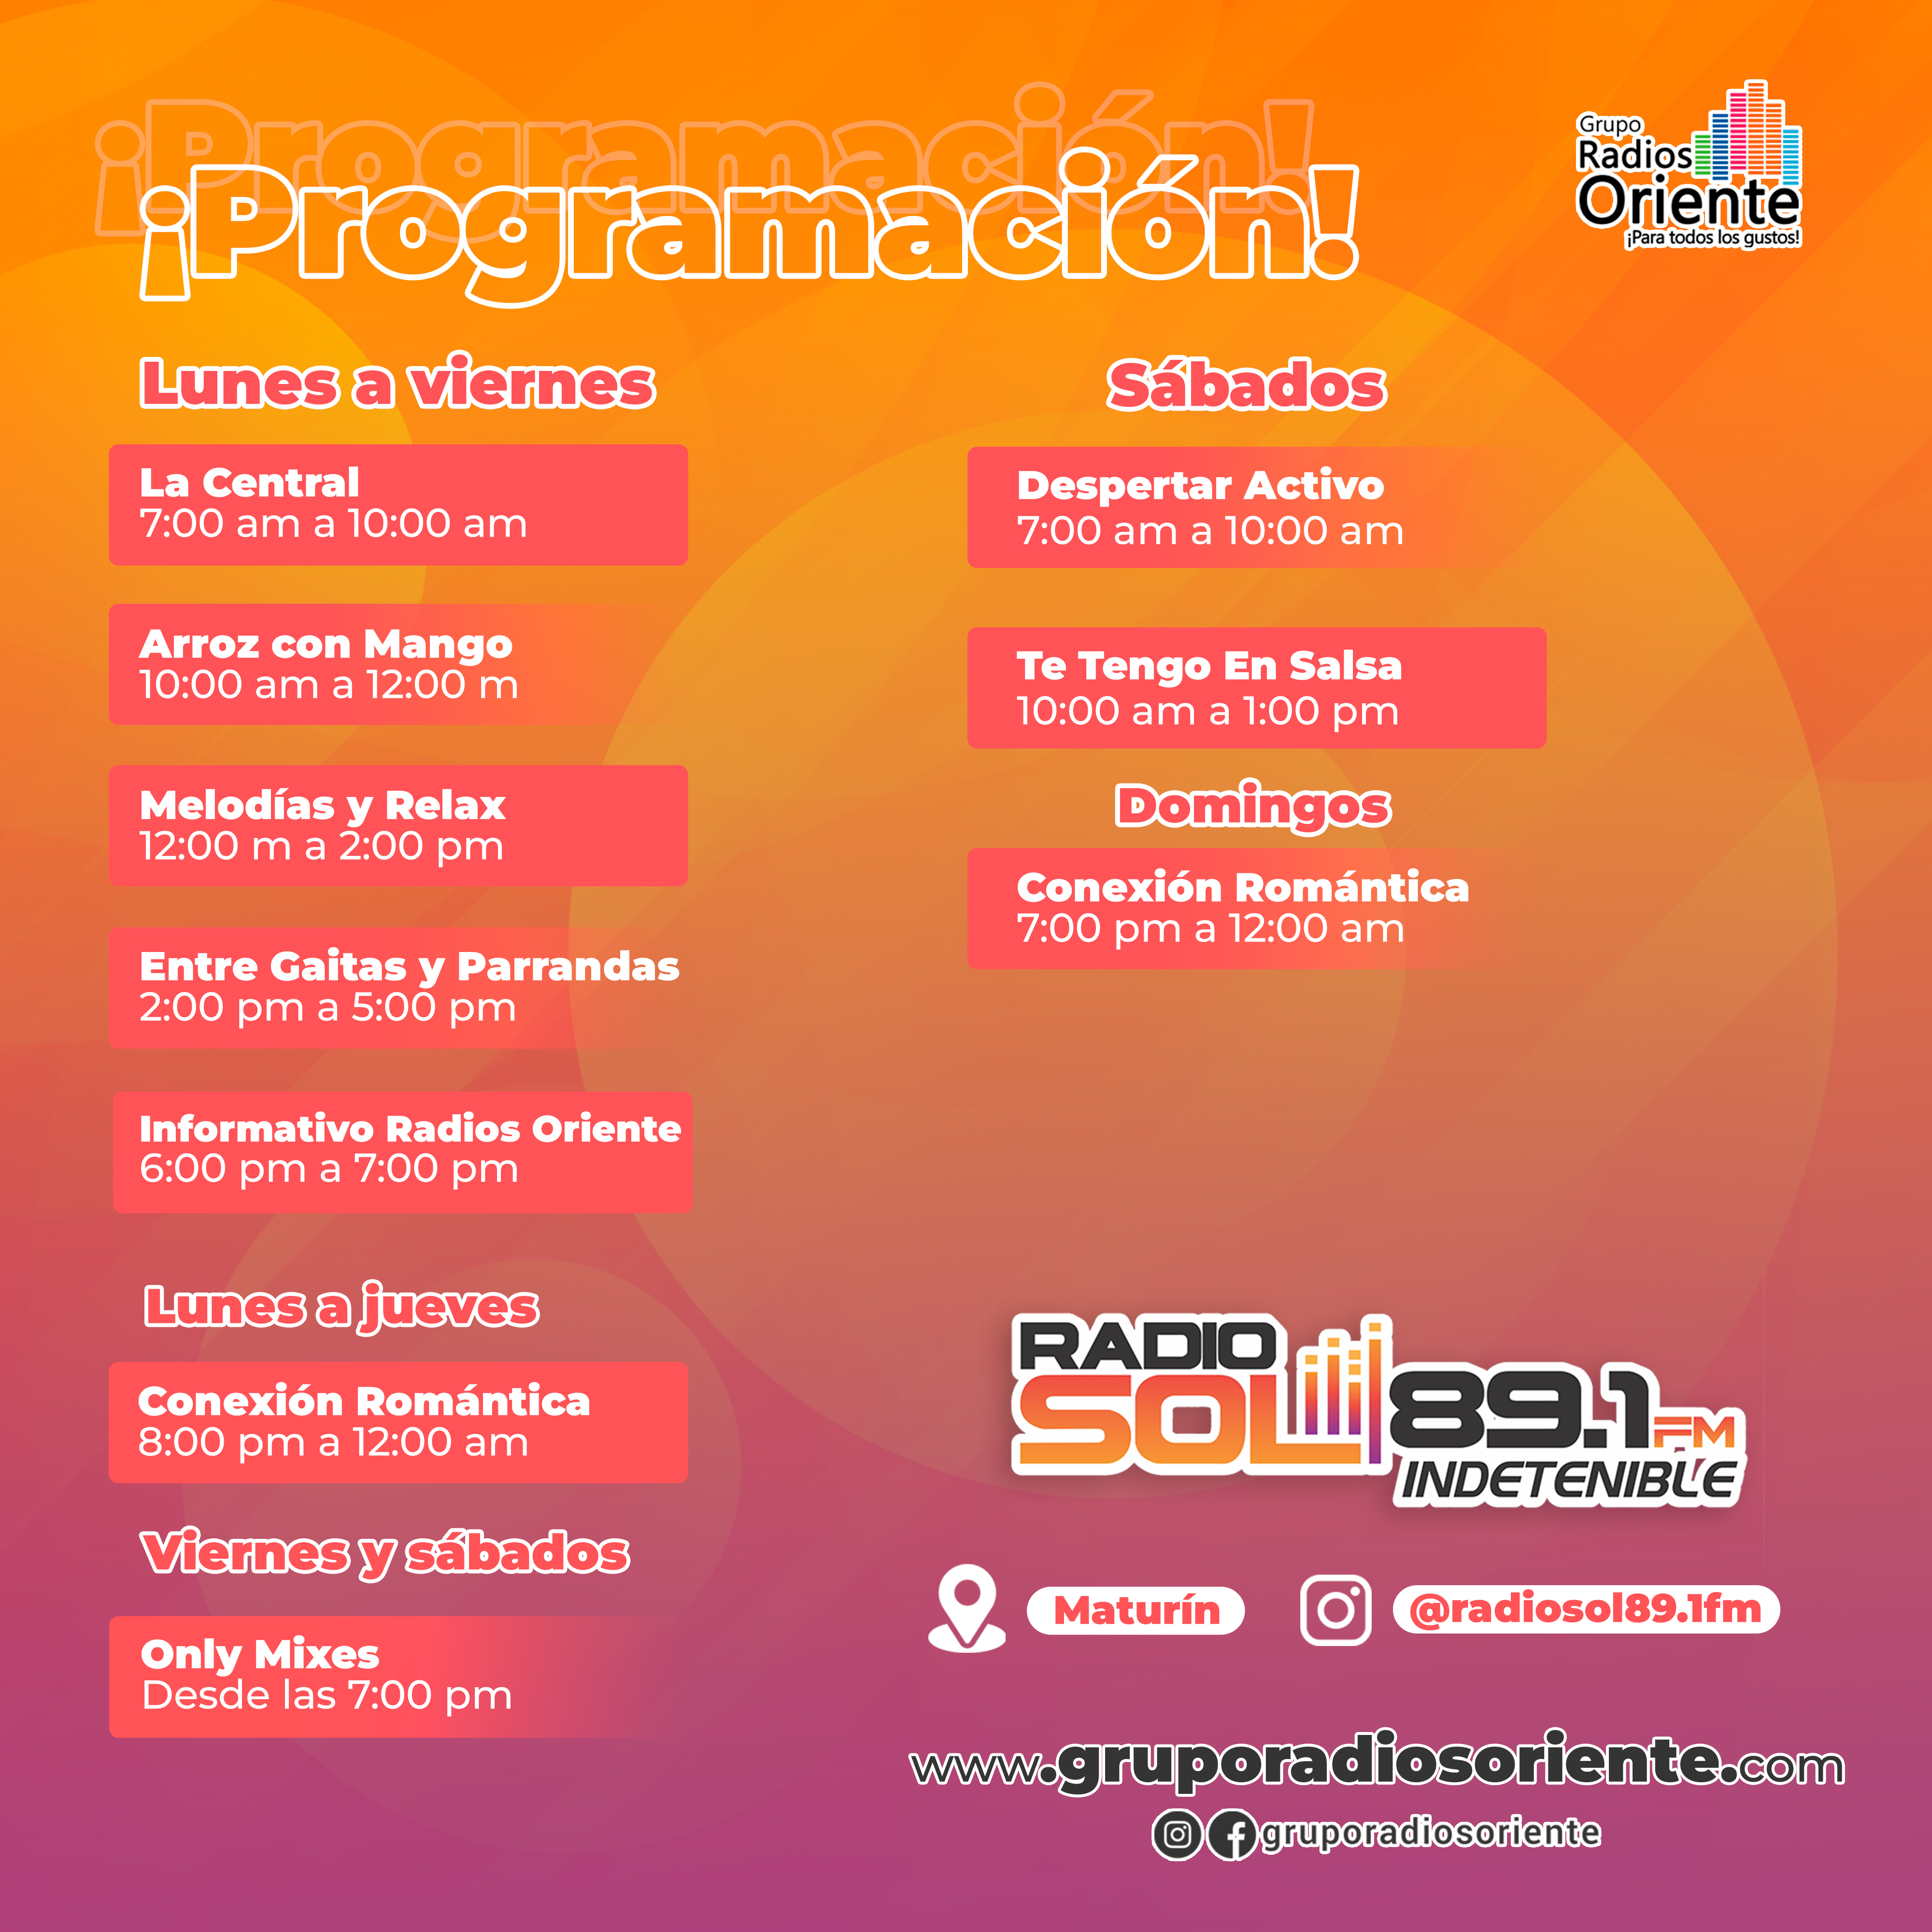 ¡Programación!
¡Programación!
Grupo
Radios
Oriente
¡Para todos los gustos!
Lunes a viernes
La Central
7:00 am a 10:00 am
Arroz con Mango
10:00 am a 12:00 m
Melodías y Relax
12:00 m a 2:00 pm
Entre Gaitas y Parrandas
2:00 pm a 5:00 pm
Informativo Radios Oriente
6:00 pm a 7:00 pm
Lunes a jueves
Conexión Romántica
8:00 pm a 12:00 am
Viernes y sábados
Only Mixes
Desde las 7:00 pm
Sábados
Despertar Activo
7:00 am a 10:00 am
Te Tengo En Salsa
10:00 am a 1:00 pm
Domingos
Conexión Romántica
7:00 pm a 12:00 am
RADIO
SOL 89.1 FM
INDETENIBLE
Maturín
@radiosol89.1fm
www.gruporadiosoriente.com
gruporadiosoriente